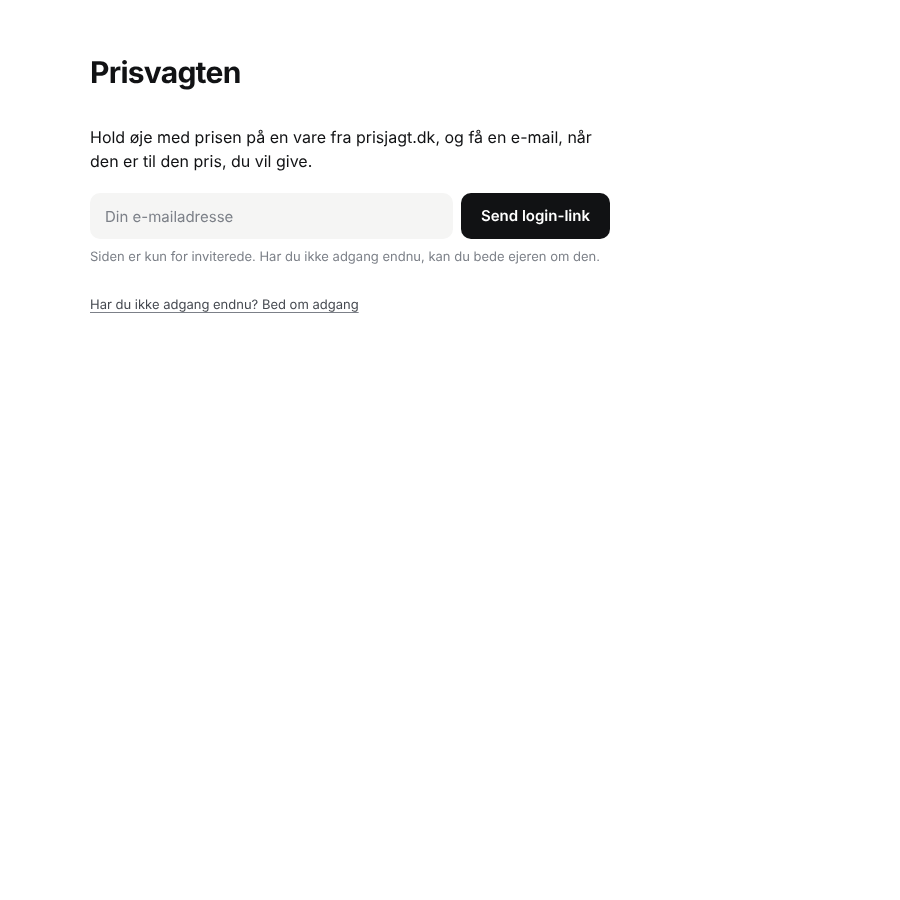 Prisvagten
Hold øje med prisen på en vare fra prisjagt.dk, og få en e-mail, når
den er til den pris, du vil give.
Din e-mailadresse
Send login-link
Siden er kun for inviterede. Har du ikke adgang endnu, kan du bede ejeren om den.
Har du ikke adgang endnu? Bed om adgang